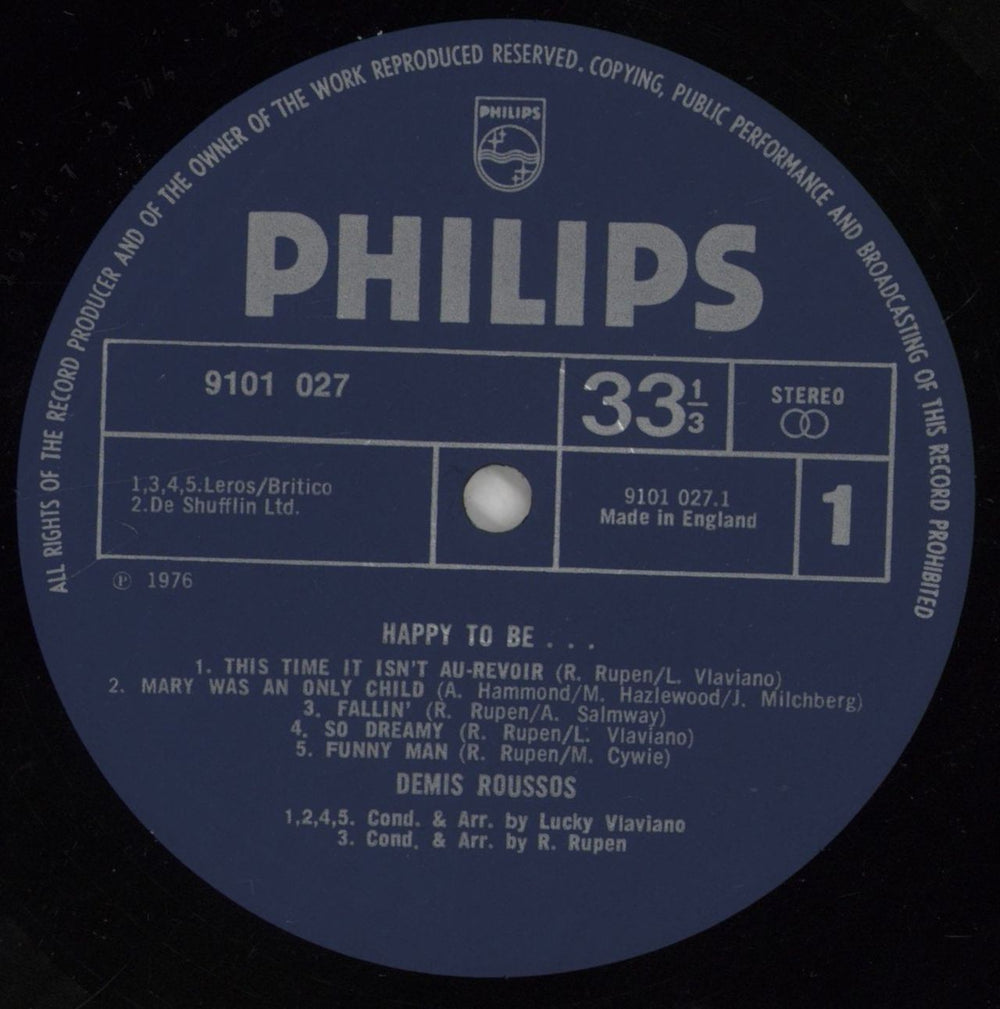 ALL RIGHTS OF THE RECORD PRODUCER AND OF THE OWNER OF THE WORK REPRODUCED RESERVED. COPYING, PUBLIC PERFORMANCE AND BROADCASTING OF THIS RECORD PROHIBITED
PHILIPS
PHILIPS
9101 027
33 1/3
STEREO
1,3,4,5.Leros/Britico
2.De Shufflin Ltd.
9101 027.1
Made in England
1
℗ 1976
HAPPY TO BE . . .
1. THIS TIME IT ISN'T AU-REVOIR (R. Rupen/L. Vlaviano)
2. MARY WAS AN ONLY CHILD (A. Hammond/M. Hazlewood/J. Milchberg)
3. FALLIN' (R. Rupen/A. Salmway)
4. SO DREAMY (R. Rupen/L. Vlaviano)
5. FUNNY MAN (R. Rupen/M. Cywie)
DEMIS ROUSSOS
1,2,4,5. Cond. & Arr. by Lucky Vlaviano
3. Cond. & Arr. by R. Rupen